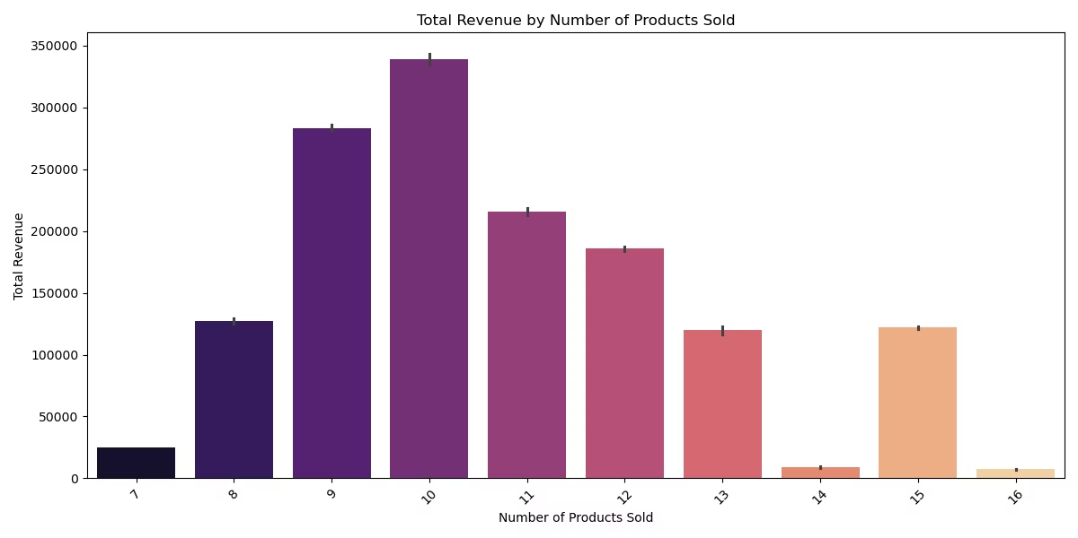 Total Revenue by Number of Products Sold
350000
300000
250000
200000
150000
100000
50000
0
Total Revenue
7 8 9 10 11 12 13 14 15 16
Number of Products Sold